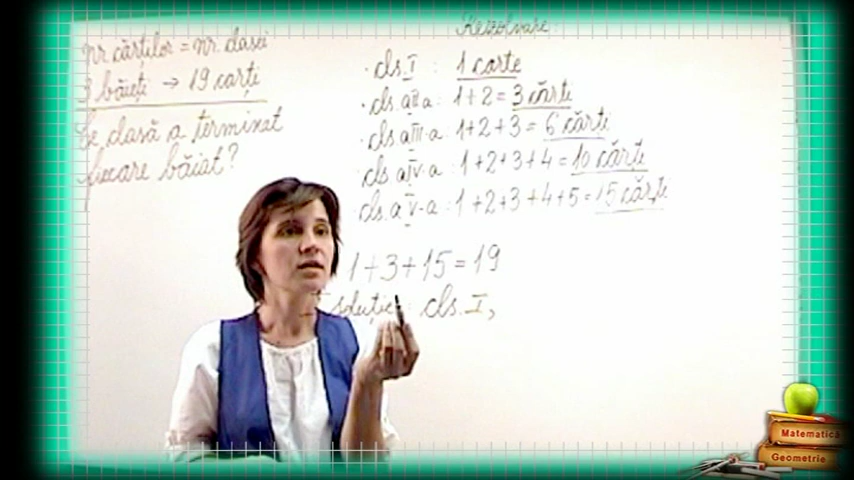 nr. cărților = nr. clasei
3 băieți → 19 cărți
Ce clasă a terminat
fiecare băiat?
Rezolvare:
· cls. I : 1 carte
· cls. a II a: 1+2 = 3 cărți
· cls. a III-a: 1+2+3 = 6 cărți
· cls. a IV-a: 1+2+3+4 = 10 cărți
cls. a V-a: 1+2+3+4+5 = 15 cărți
1+3+15=19
soluție: cls. I,
Matematică
Geometrie